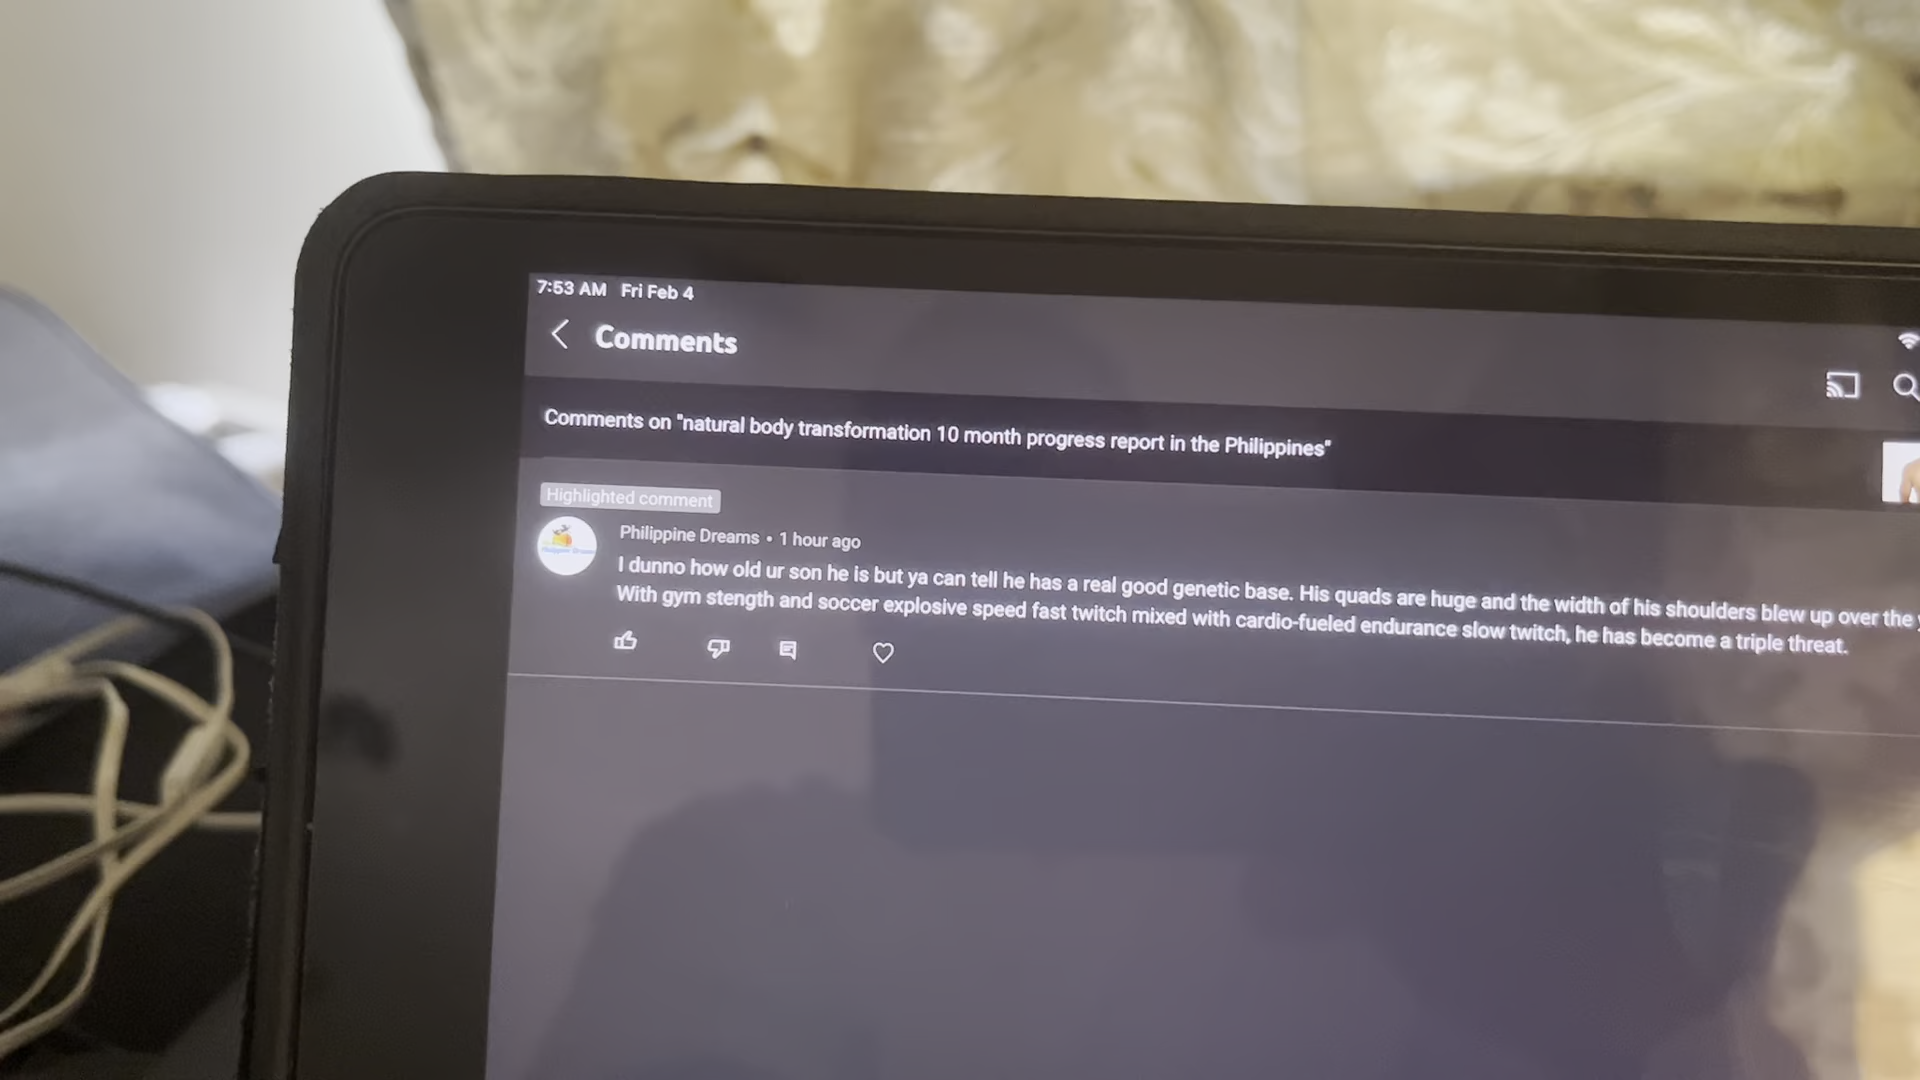 7:53 AM Fri Feb 4
Comments
Comments on "natural body transformation 10 month progress report in the Philippines"
Highlighted comment
Philippine Dreams • 1 hour ago
I dunno how old ur son he is but ya can tell he has a real good genetic base. His quads are huge and the width of his shoulders blew up over the
With gym stength and soccer explosive speed fast twitch mixed with cardio-fueled endurance slow twitch, he has become a triple threat.